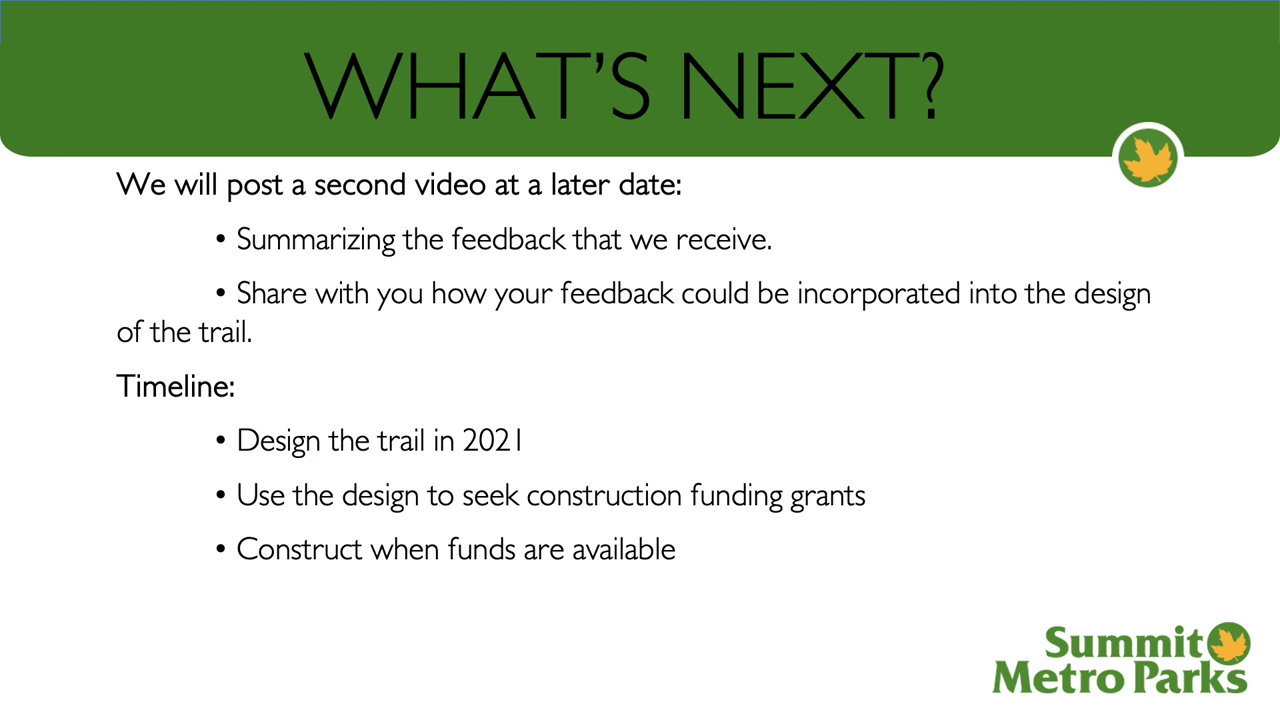 WHAT’S NEXT?
We will post a second video at a later date:
• Summarizing the feedback that we receive.
• Share with you how your feedback could be incorporated into the design
of the trail.
Timeline:
• Design the trail in 2021
• Use the design to seek construction funding grants
• Construct when funds are available
Summit
Metro Parks